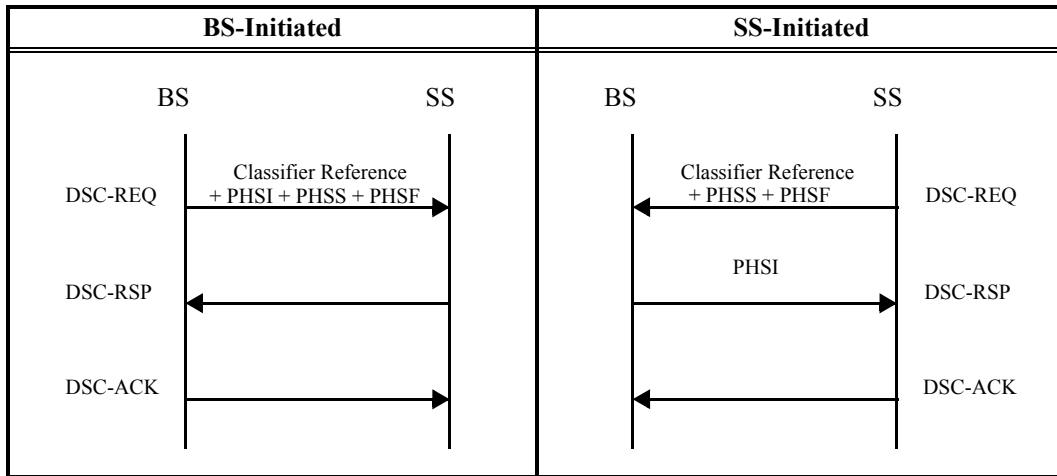 BS-Initiated
SS-Initiated
BS
SS
Classifier Reference
+ PHSI + PHSS + PHSF
DSC-REQ
DSC-RSP
DSC-ACK
BS
SS
Classifier Reference
+ PHSS + PHSF
DSC-REQ
PHSI
DSC-RSP
DSC-ACK